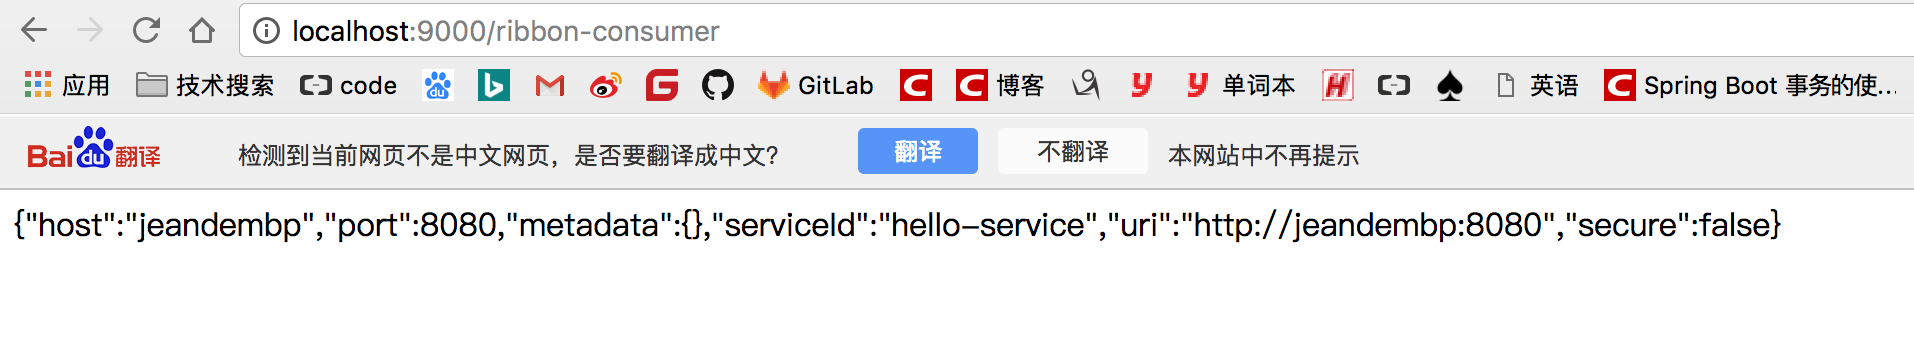 localhost:9000/ribbon-consumer
应用 技术搜索 code du b GitLab C C 博客 y y 单词本 H 英语 C Spring Boot 事务的使...
Bai du 翻译 检测到当前网页不是中文网页，是否要翻译成中文? 翻译 不翻译 本网站中不再提示
{"host":"jeandembp","port":8080,"metadata":{},"serviceId":"hello-service","uri":"http://jeandembp:8080","secure":false}